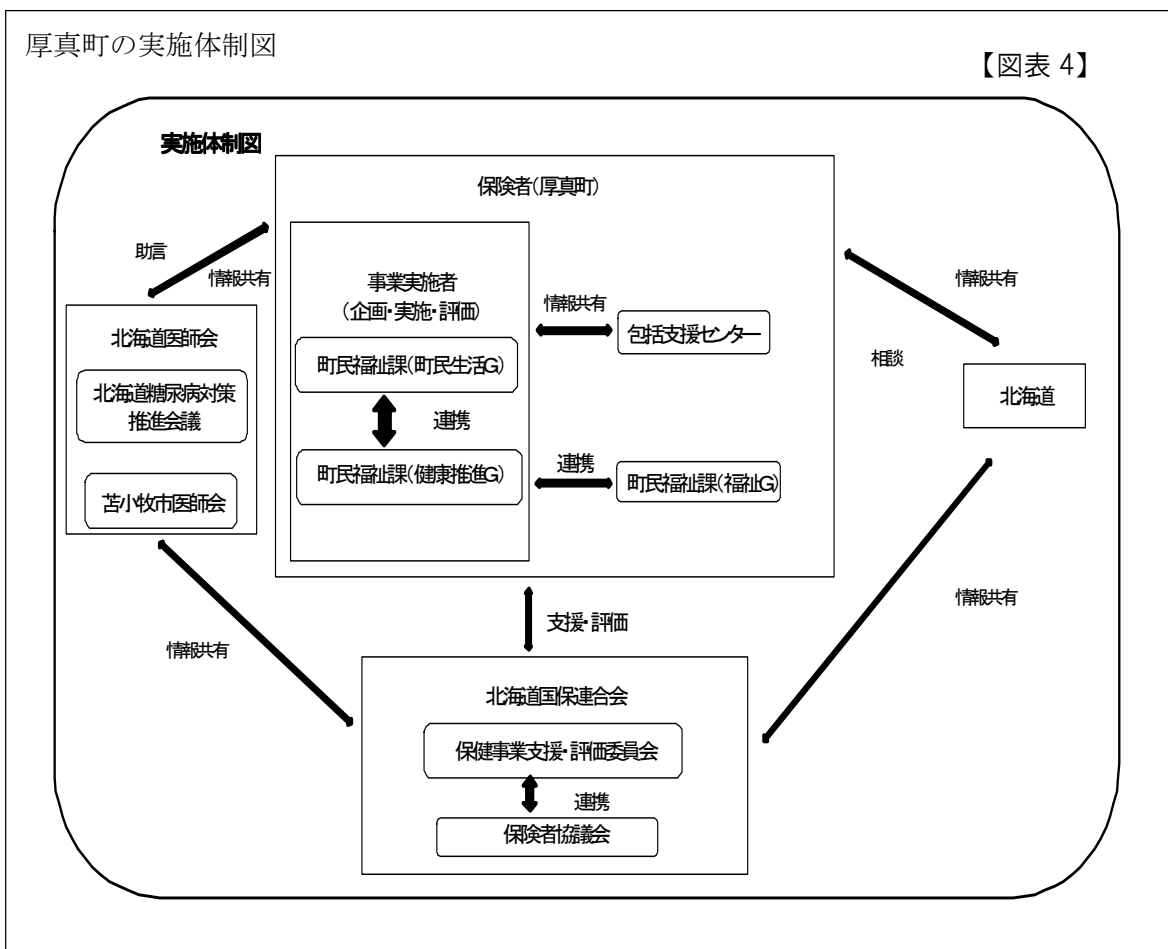 厚真町の実施体制図
【図表 4】
実施体制図
保険者(厚真町)
助言
情報共有
事業実施者
(企画・実施・評価)
情報共有
情報共有
包括支援センター
北海道医師会
町民福祉課(町民生活G)
相談
北海道糖尿病対策
推進会議
北海道
連携
連携
町民福祉課(健康推進G)
町民福祉課(福祉G)
苫小牧市医師会
情報共有
支援・評価
情報共有
北海道国保連合会
保健事業支援・評価委員会
連携
保険者協議会